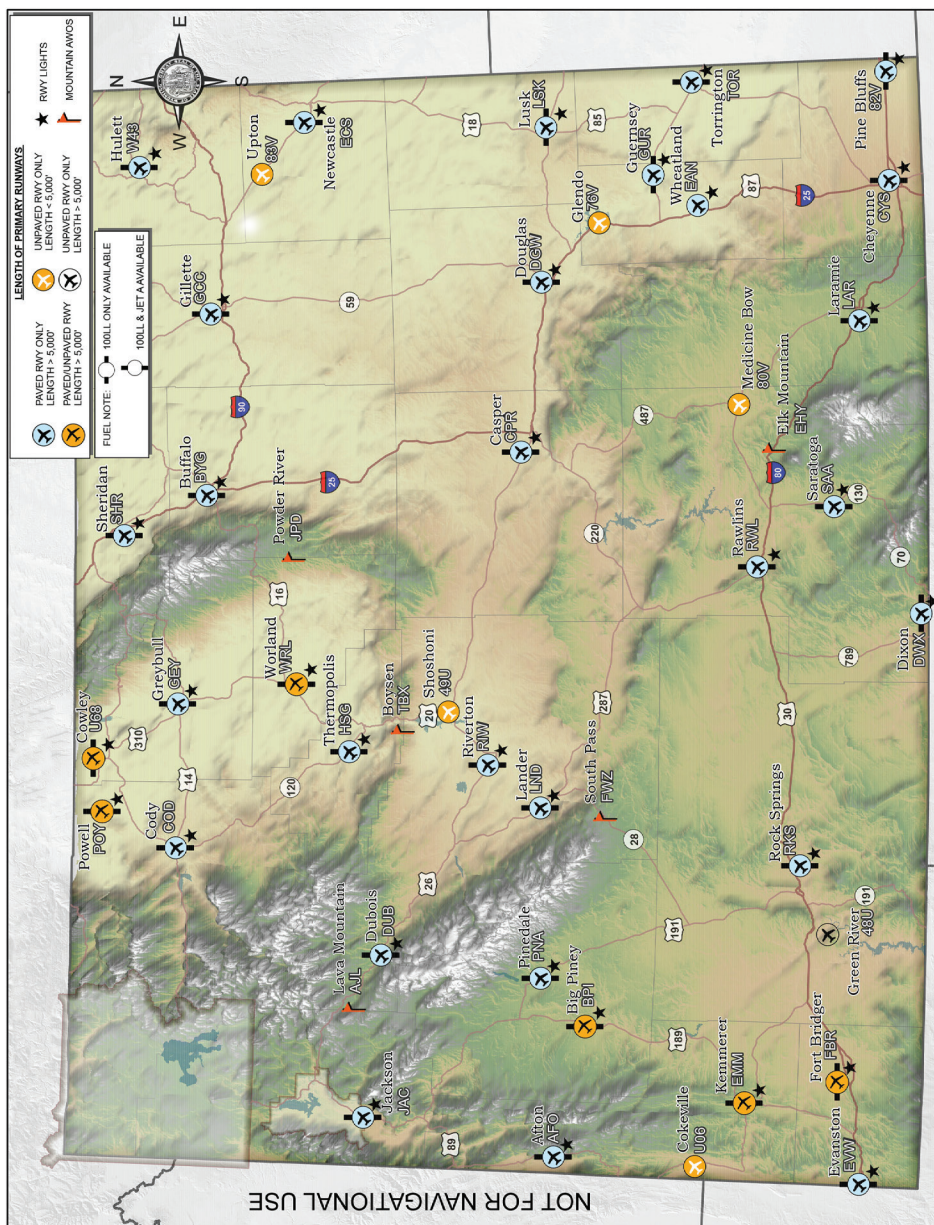 LENGTH OF PRIMARY RUNWAYS
PAVED RWY ONLY
LENGTH > 5,000'
UNPAVED RWY ONLY
LENGTH < 5,000'
RWY LIGHTS
PAVED/UNPAVED RWY
LENGTH > 5,000'
UNPAVED RWY ONLY
LENGTH > 5,000'
MOUNTAIN AWOS
FUEL NOTE:
100LL ONLY AVAILABLE
100LL & JET A AVAILABLE
N
W
E
S
Powell
POY
Cowley
U68
Sheridan
SHR
Hulett
W43
310
Cody
COD
14
Greybull
GEY
Buffalo
BYG
Gillette
GCC
90
Upton
83V
Newcastle
ECS
120
Worland
WRL
16
Powder River
JPD
25
59
Lava Mountain
AJL
Dubois
DUB
Thermopolis
HSG
Boysen
TBX
20
Shoshoni
49U
Jackson
JAC
26
Riverton
RIW
18
89
Lander
LND
Casper
CPR
Douglas
DGW
Lusk
LSK
Afton
AFO
Pinedale
PNA
Big Piney
BPI
South Pass
FWZ
28
287
220
Glendo
76V
85
487
Guernsey
GUR
Wheatland
EAN
Torrington
TOR
189
191
Cokeville
U06
Kemmerer
EMM
Rawlins
RWL
Medicine Bow
80V
87
Elk Mountain
EHY
80
30
25
Rock Springs
RKS
Saratoga
SAA
130
Laramie
LAR
Cheyenne
CYS
Pine Bluffs
82V
Evanston
EVW
Fort Bridger
FBR
Green River
48U
191
789
70
Dixon
DWX
NOT FOR NAVIGATIONAL USE